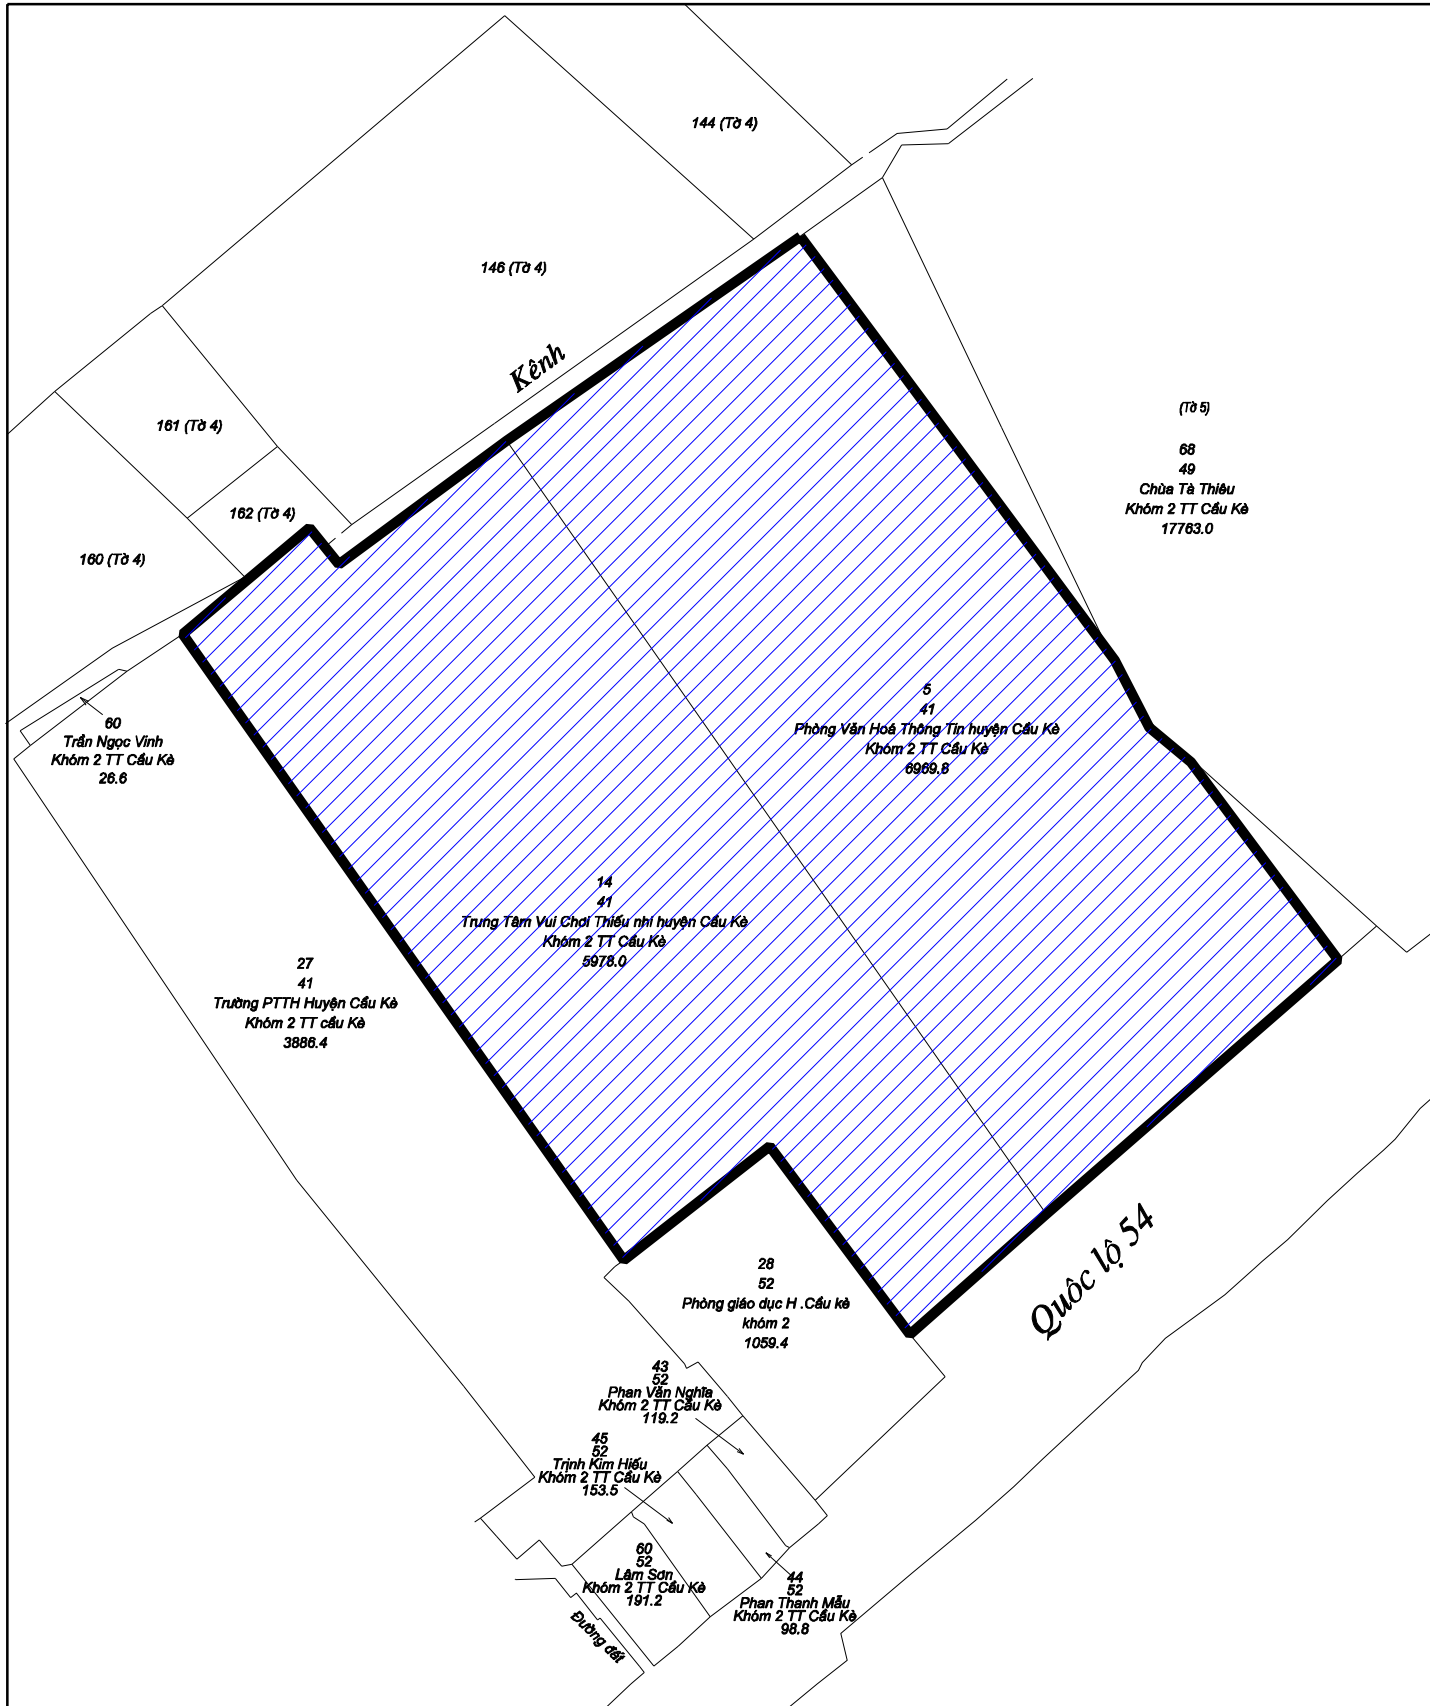 144 (Tờ 4)
146 (Tờ 4)
Kênh
161 (Tờ 4)
162 (Tờ 4)
160 (Tờ 4)
(Tờ 5)
68
49
Chùa Tà Thiêu
Khóm 2 TT Cầu Kè
17763.0
60
Trần Ngọc Vinh
Khóm 2 TT Cầu Kè
26.6
5
41
Phòng Văn Hoá Thông Tin huyện Cầu Kè
Khóm 2 TT Cầu Kè
6969.8
14
41
Trung Tâm Vui Chơi Thiếu nhi huyện Cầu Kè
Khóm 2 TT Cầu Kè
5978.0
27
41
Trường PTTH Huyện Cầu Kè
Khóm 2 TT cầu Kè
3886.4
Quôc lộ 54
28
52
Phòng giáo dục H .Cầu kè
khóm 2
1059.4
43
52
Phan Văn Nghĩa
Khóm 2 TT Cầu Kè
119.2
45
52
Trịnh Kim Hiếu
Khóm 2 TT Cầu Kè
153.5
60
52
Lâm Sơn
Khóm 2 TT Cầu Kè
191.2
44
52
Phan Thanh Mẫu
Khóm 2 TT Cầu Kè
98.8
Đường đất